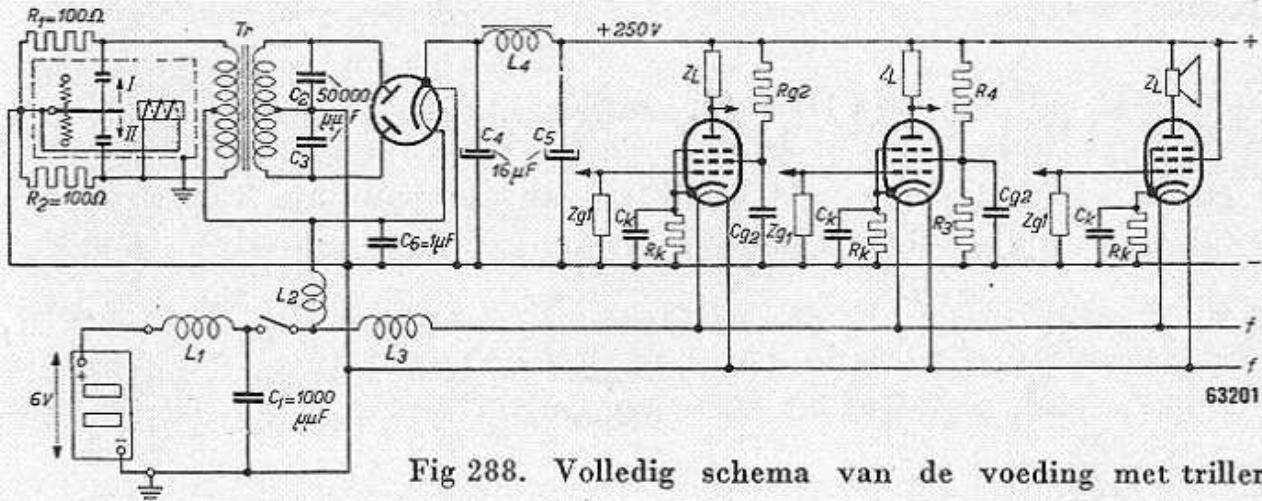 R1=100Ω
Tr
+250V
+
L4
ZL
Rg2
ZL
R4
ZL
I
II
C2
50000
μμF
C3
C4
C5
16μF
R2=100Ω
C6=1μF
Zg1
Ck
Rk
Cg2
Zg1
Ck
Rk
R3
Cg2
Zg1
Ck
Rk
-
L2
L1
L3
f
f
6V
+
-
C1=1000
μμF
63201
Fig 288. Volledig schema van de voeding met triller